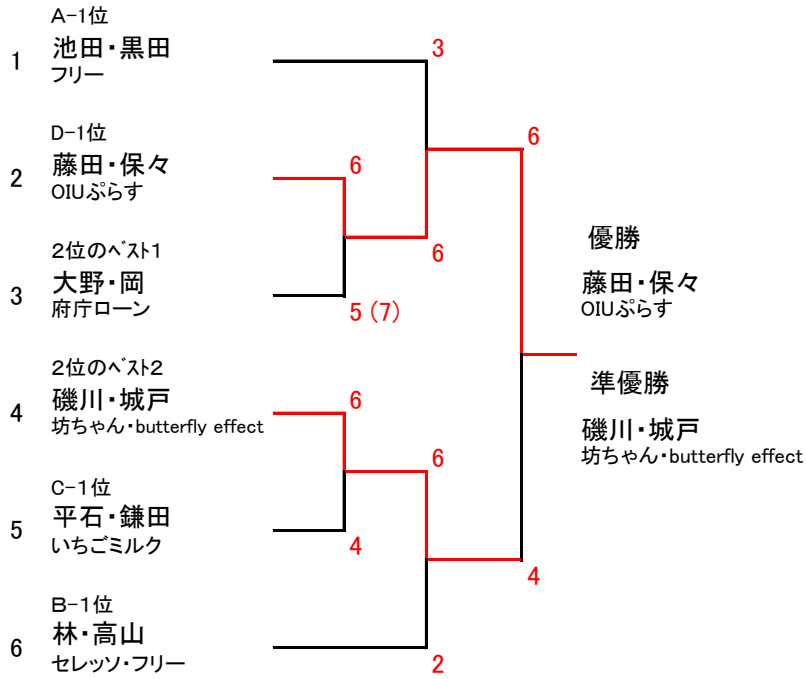 A-1位
1 池田・黒田
フリー
3
D-1位
2 藤田・保々
OIUぷらす
6
6
2位のベスト1
3 大野・岡
府庁ローン
5 (7)
6
優勝
藤田・保々
OIUぷらす
2位のベスト2
4 磯川・城戸
坊ちゃん・butterfly effect
6
6
準優勝
磯川・城戸
坊ちゃん・butterfly effect
C-1位
5 平石・鎌田
いちごミルク
4
4
B-1位
6 林・高山
セレッソ・フリー
2